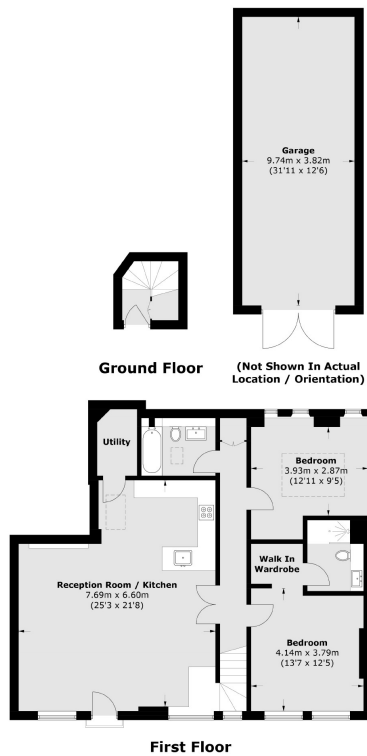 Garage
9.74m x 3.82m
(31'11 x 12'6)
Ground Floor
(Not Shown In Actual
Location / Orientation)
Utility
Bedroom
3.93m x 2.87m
(12'11 x 9'5)
Walk In
Wardrobe
Reception Room / Kitchen
7.69m x 6.60m
(25'3 x 21'8)
Bedroom
4.14m x 3.79m
(13'7 x 12'5)
First Floor